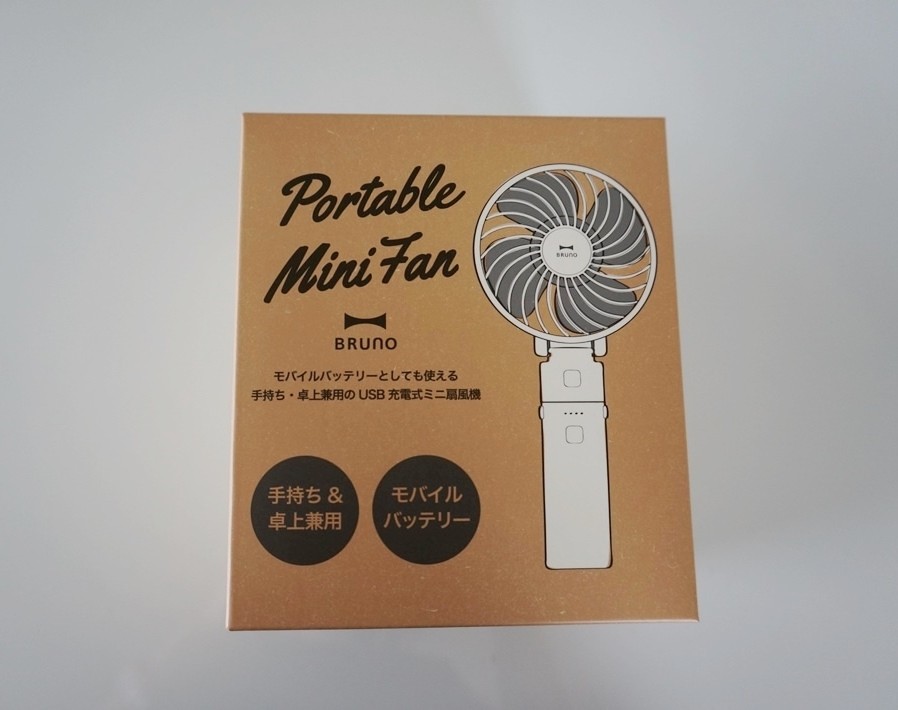 Portable
Mini Fan
BRUNO
モバイルバッテリーとしても使える
手持ち・卓上兼用の USB 充電式ミニ扇風機
手持ち &
卓上兼用
モバイル
バッテリー
BRUNO